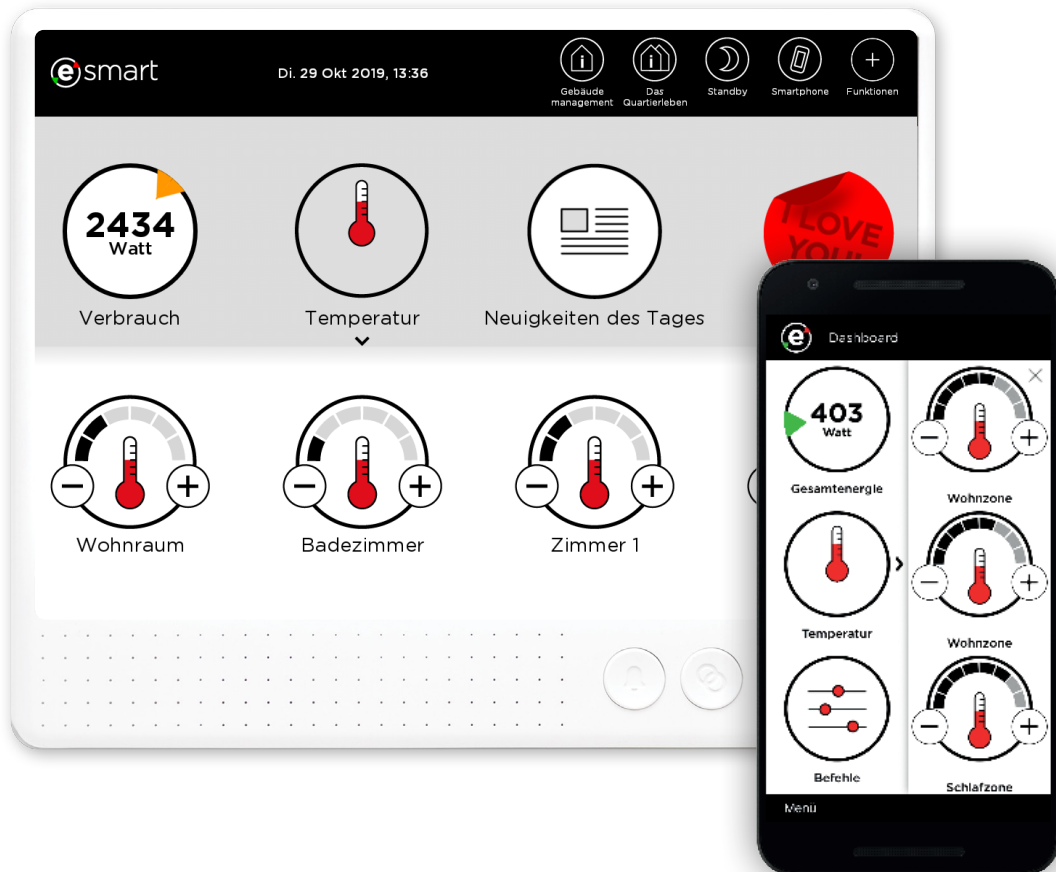 esmart
Di. 29 Okt 2019, 13:36
Gebäude
management
Das
Quartierleben
Standby
Smartphone
Funktionen
2434
Watt
Verbrauch
Temperatur
Neuigkeiten des Tages
I LOVE
YOU!
Wohnraum
Badezimmer
Zimmer 1
e
Dashboard
403
Watt
Gesamtenergie
Wohnzone
Temperatur
Wohnzone
Befehle
Schlafzone
Menü